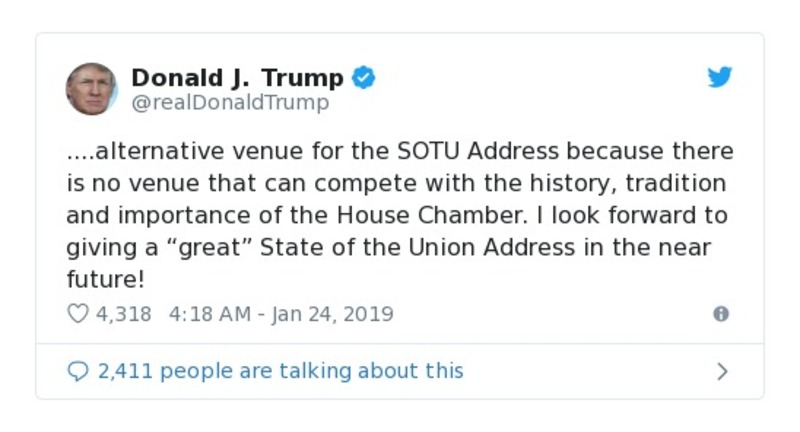 Donald J. Trump
@realDonaldTrump
....alternative venue for the SOTU Address because there
is no venue that can compete with the history, tradition
and importance of the House Chamber. I look forward to
giving a “great” State of the Union Address in the near
future!
4,318 4:18 AM - Jan 24, 2019
2,411 people are talking about this